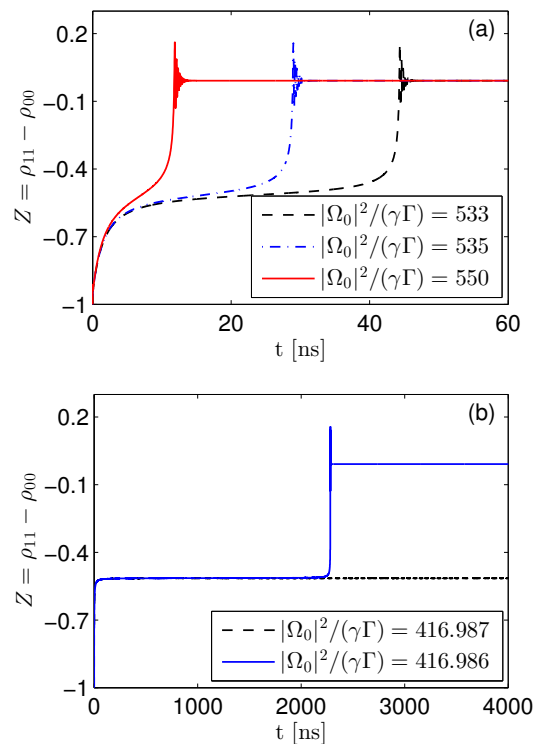 0.2
(a)
−0.1
−0.4
−0.7
−1
Z = ρ₁₁ − ρ₀₀
|Ω₀|²/(γΓ) = 533
|Ω₀|²/(γΓ) = 535
|Ω₀|²/(γΓ) = 550
0 20 40 60
t [ns]
0.2
(b)
−0.1
−0.4
−0.7
−1
Z = ρ₁₁ − ρ₀₀
|Ω₀|²/(γΓ) = 416.987
|Ω₀|²/(γΓ) = 416.986
0 1000 2000 3000 4000
t [ns]